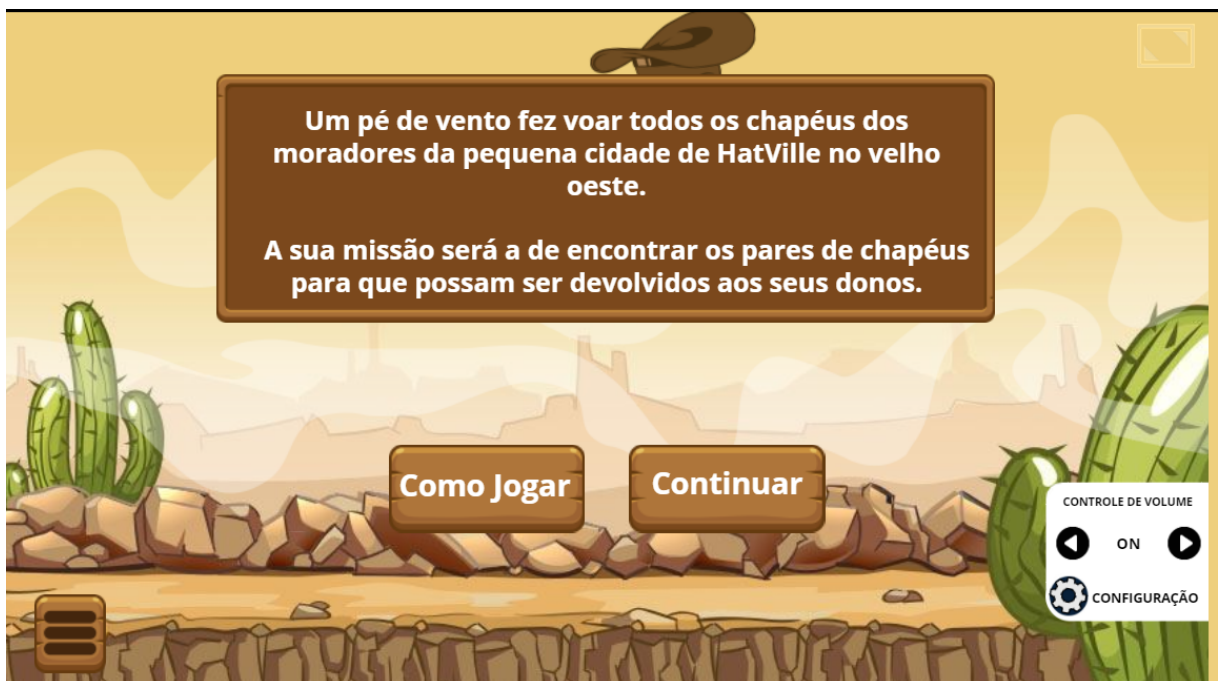 Um pé de vento fez voar todos os chapéus dos
moradores da pequena cidade de HatVille no velho
oeste.
A sua missão será a de encontrar os pares de chapéus
para que possam ser devolvidos aos seus donos.
Como Jogar
Continuar
CONTROLE DE VOLUME
ON
CONFIGURAÇÃO